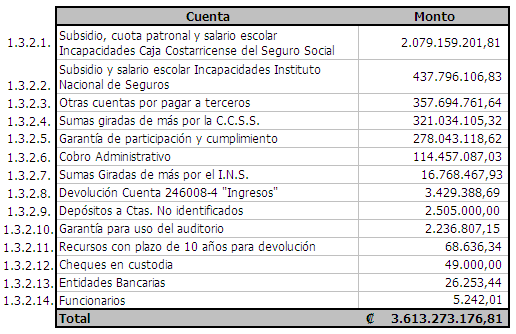 Cuenta Monto
Subsidio, cuota patronal y salario escolar
1.3.2.1. Incapacidades Caja Costarricense del Seguro Social 2.079.159.201,81
Subsidio y salario escolar Incapacidades Instituto
1.3.2.2. Nacional de Seguros 437.796.106,83
1.3.2.3. Otras cuentas por pagar a terceros 357.694.761,64
1.3.2.4. Sumas giradas de más por la C.C.S.S. 321.034.105,32
1.3.2.5. Garantía de participación y cumplimiento 278.043.118,62
1.3.2.6. Cobro Administrativo 114.457.087,03
1.3.2.7. Sumas Giradas de más por el I.N.S. 16.768.467,93
1.3.2.8. Devolución Cuenta 246008-4 "Ingresos" 3.429.388,69
1.3.2.9. Depósitos a Ctas. No identificados 2.505.000,00
1.3.2.10. Garantía para uso del auditorio 2.236.807,15
1.3.2.11. Recursos con plazo de 10 años para devolución 68.636,34
1.3.2.12. Cheques en custodia 49.000,00
1.3.2.13. Entidades Bancarias 26.253,44
1.3.2.14. Funcionarios 5.242,01
Total ₡ 3.613.273.176,81